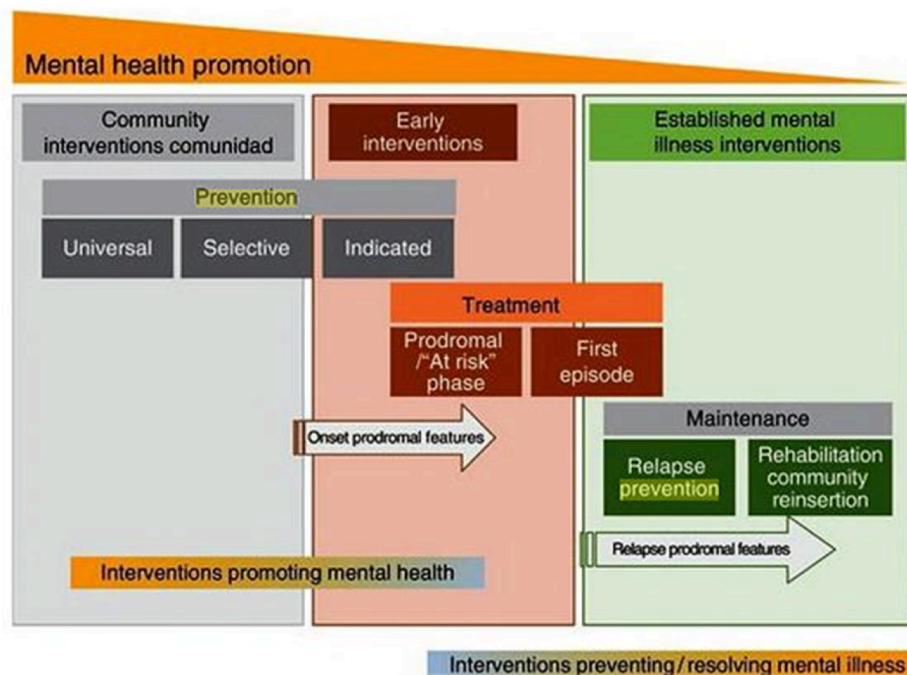 Mental health promotion
Community
interventions comunidad
Early
interventions
Established mental
illness interventions
Prevention
Universal
Selective
Indicated
Treatment
Prodromal
/“At risk”
phase
First
episode
Onset prodromal features
Maintenance
Relapse
prevention
Rehabilitation
community
reinsertion
Relapse prodromal features
Interventions promoting mental health
Interventions preventing/resolving mental illness